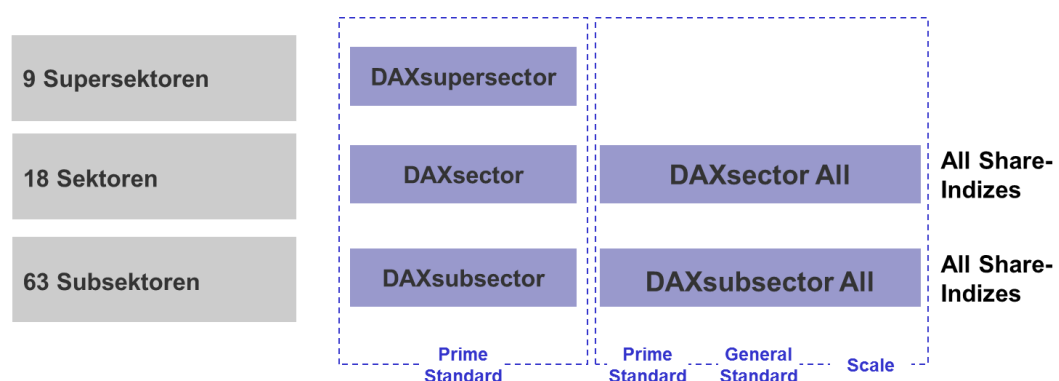 9 Supersektoren
DAXsupersector
18 Sektoren
DAXsector
DAXsector All
All Share-
Indizes
63 Subsektoren
DAXsubsector
DAXsubsector All
All Share-
Indizes
Prime
Standard
Prime
Standard
General
Standard
Scale